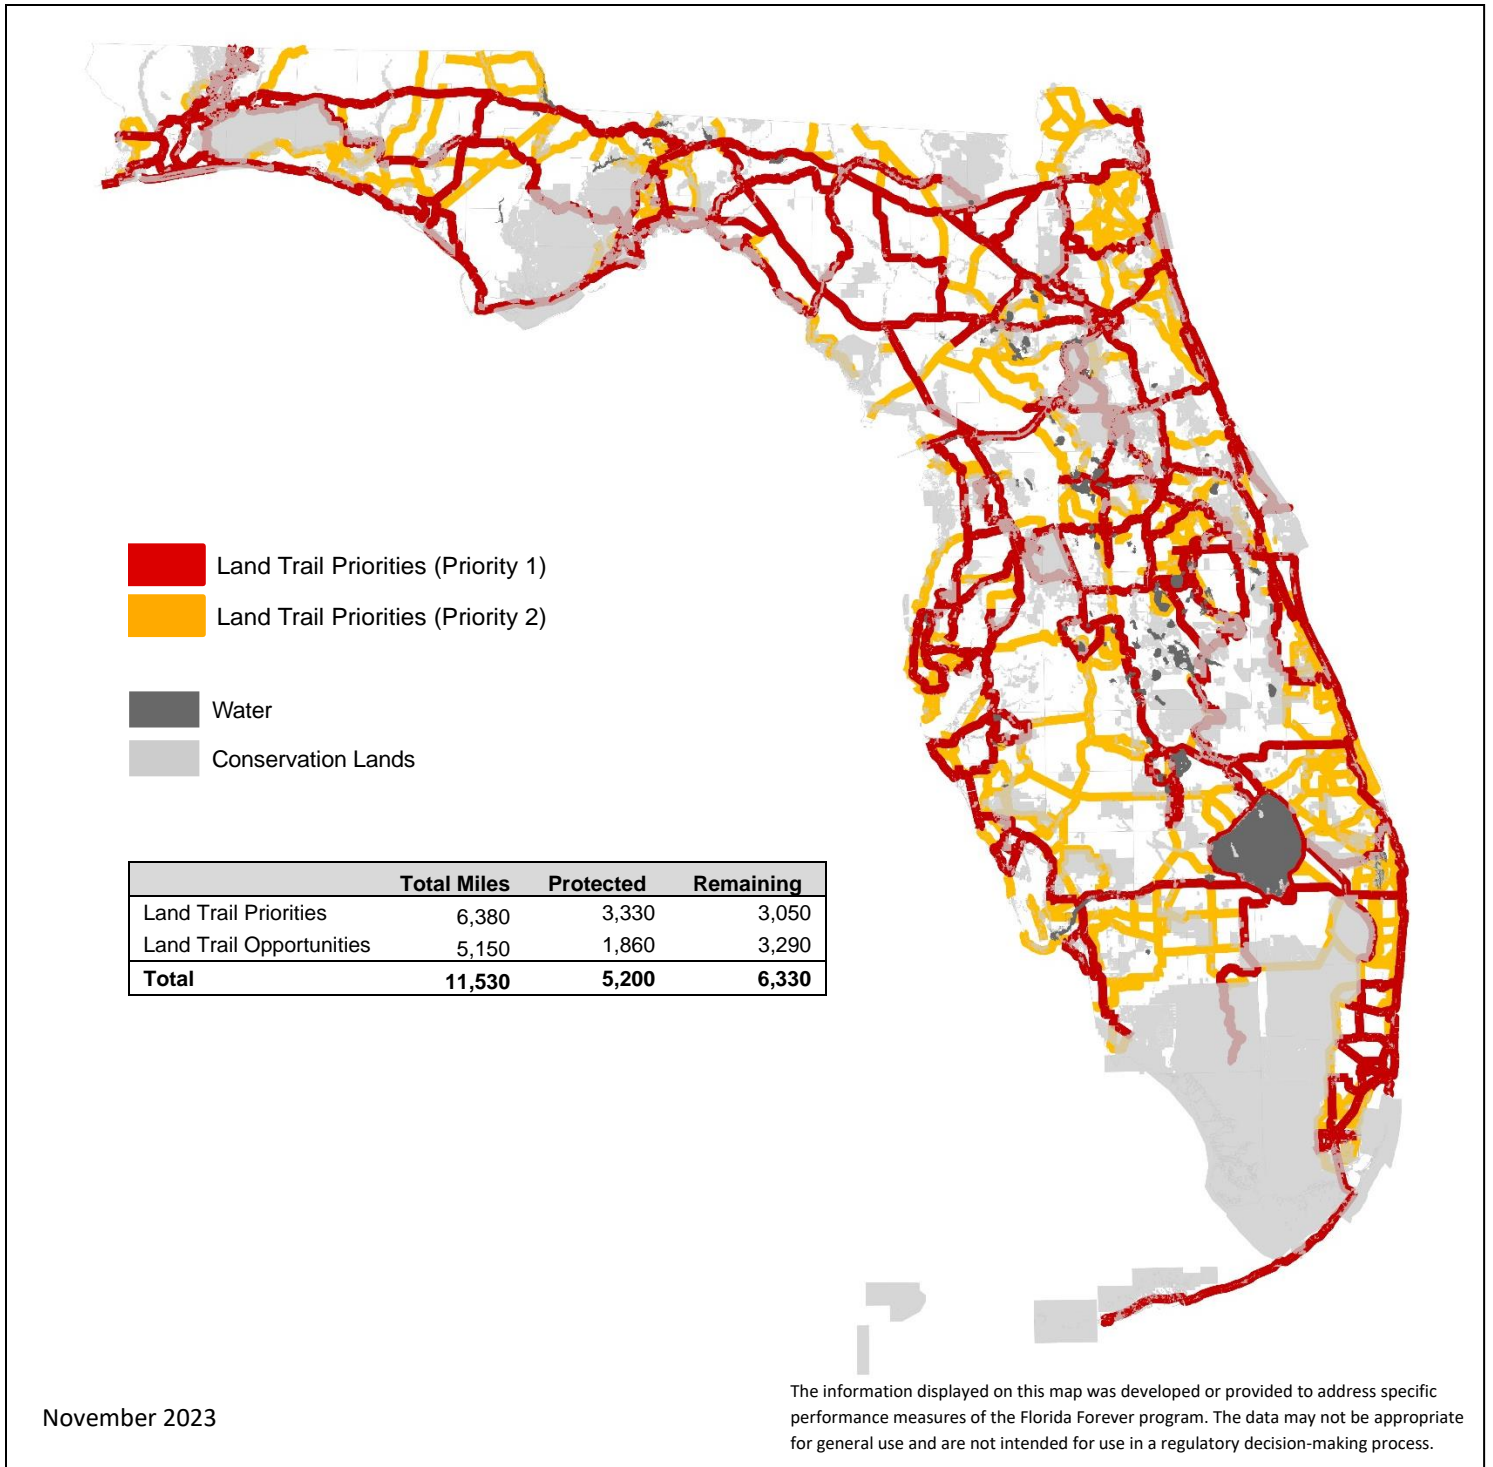 Land Trail Priorities (Priority 1)
Land Trail Priorities (Priority 2)
Water
Conservation Lands
Total Miles Protected Remaining
Land Trail Priorities 6,380 3,330 3,050
Land Trail Opportunities 5,150 1,860 3,290
Total 11,530 5,200 6,330
November 2023
The information displayed on this map was developed or provided to address specific
performance measures of the Florida Forever program. The data may not be appropriate
for general use and are not intended for use in a regulatory decision-making process.